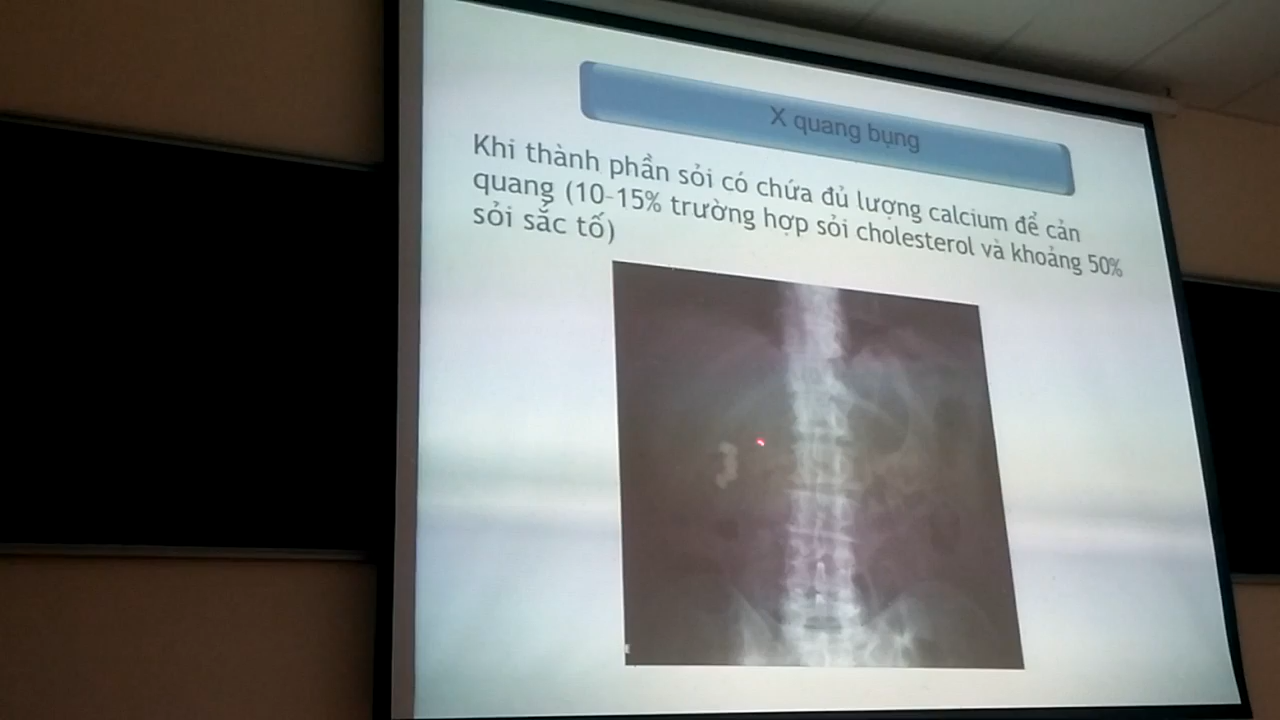 X quang bụng
Khi thành phần sỏi có chứa đủ lượng calcium để cản
quang (10-15% trường hợp sỏi cholesterol và khoảng 50%
sỏi sắc tố)